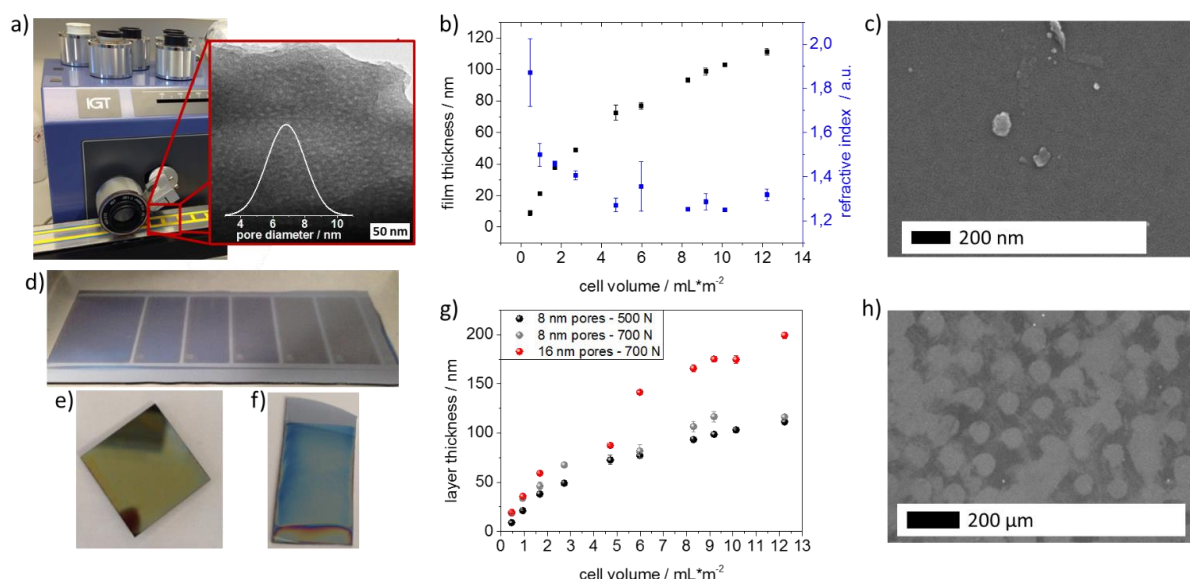 a)
IGT
4 6 8 10
pore diameter / nm
50 nm
b)
120
100
80
60
40
20
0
film thickness / nm
2,0
1,8
1,6
1,4
1,2
refractive index / a.u.
0 2 4 6 8 10 12 14
cell volume / mL*m⁻²
c)
200 nm
d)
e)
f)
g)
8 nm pores - 500 N
8 nm pores - 700 N
16 nm pores - 700 N
200
150
100
50
0
layer thickness / nm
0 1 2 3 4 5 6 7 8 9 10 11 12 13
cell volume / mL*m⁻²
h)
200 µm